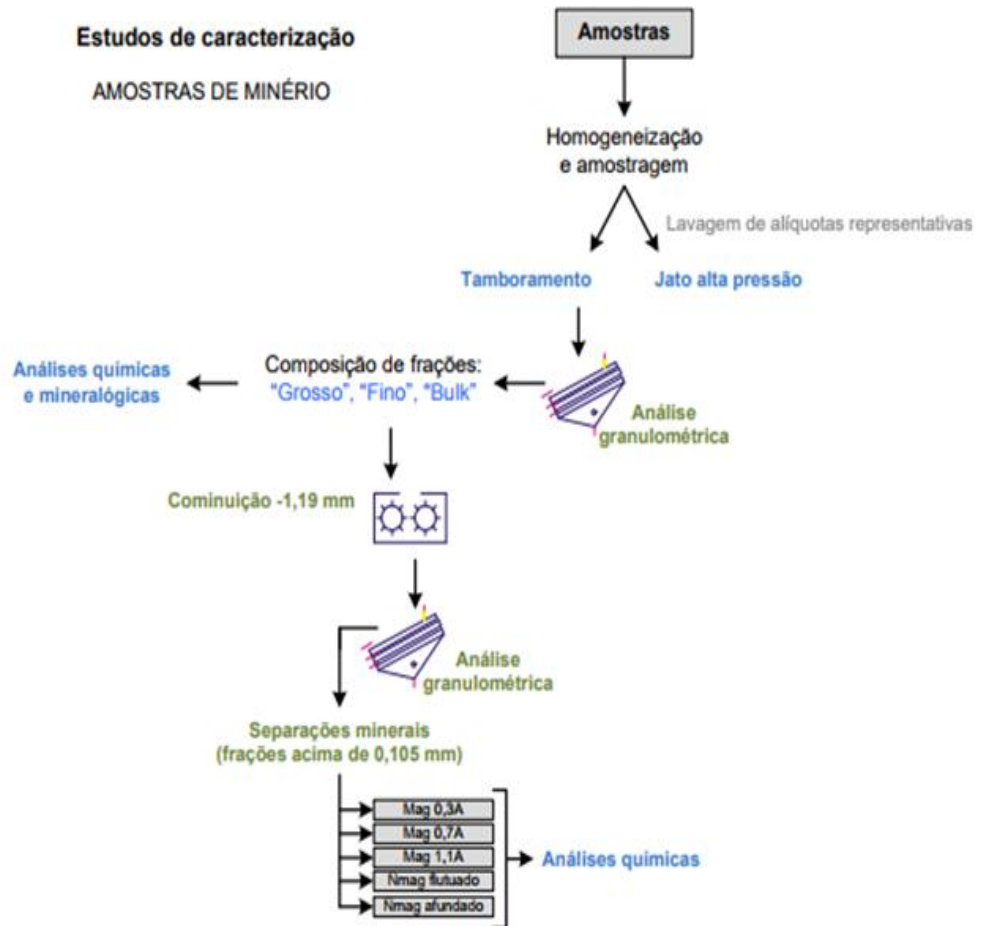 Estudos de caracterização
AMOSTRAS DE MINÉRIO
Amostras
Homogeneização
e amostragem
Lavagem de alíquotas representativas
Tamboramento
Jato alta pressão
Análises químicas
e mineralógicas
Composição de frações:
"Grosso", "Fino", "Bulk"
Análise
granulométrica
Cominuição -1,19 mm
Análise
granulométrica
Separações minerais
(frações acima de 0,105 mm)
Mag 0,3A
Mag 0,7A
Mag 1,1A
Nmag flutuado
Nmag afundado
Análises químicas